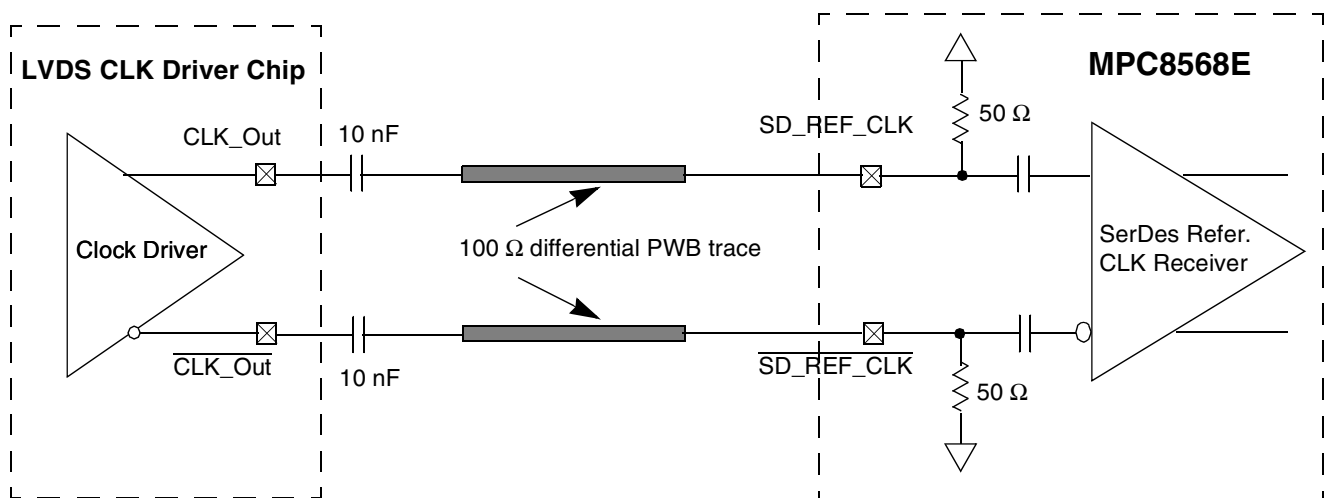 LVDS CLK Driver Chip
MPC8568E
CLK_Out
10 nF
SD_REF_CLK
50 Ω
Clock Driver
100 Ω differential PWB trace
SerDes Refer.
CLK Receiver
CLK_Out
10 nF
SD_REF_CLK
50 Ω